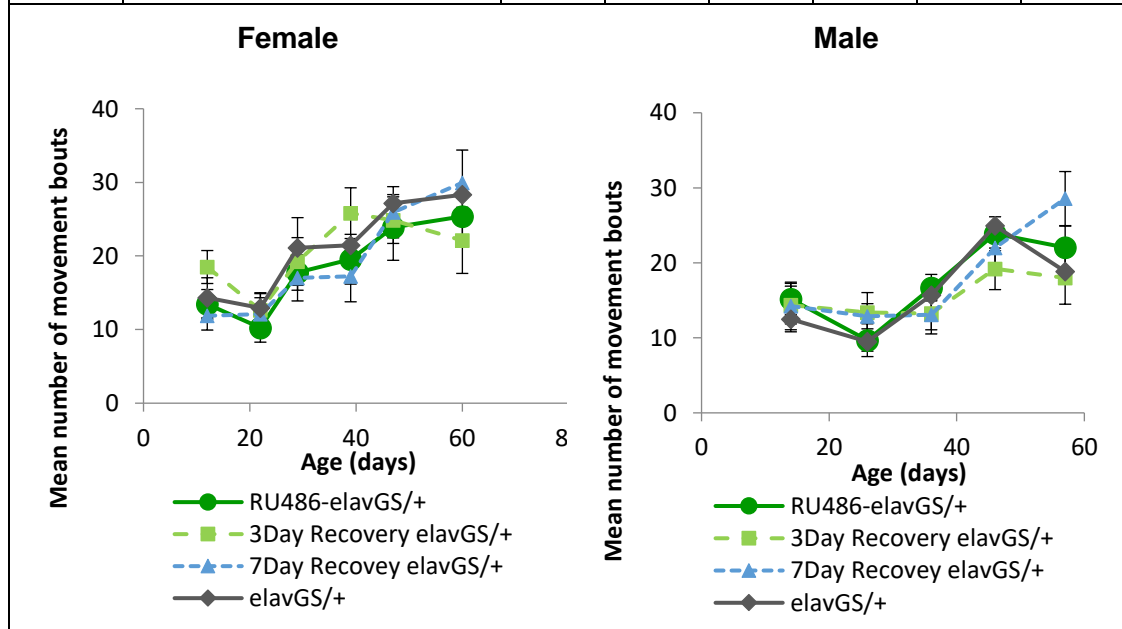 Female
Mean number of movement bouts
40
30
20
10
0
0 20 40 60 8
Age (days)
RU486-elavGS/+
3Day Recovery elavGS/+
7Day Recovey elavGS/+
elavGS/+
Male
Mean number of movement bouts
40
30
20
10
0
0 20 40 60
Age (days)
RU486-elavGS/+
3Day Recovery elavGS/+
7Day Recovey elavGS/+
elavGS/+